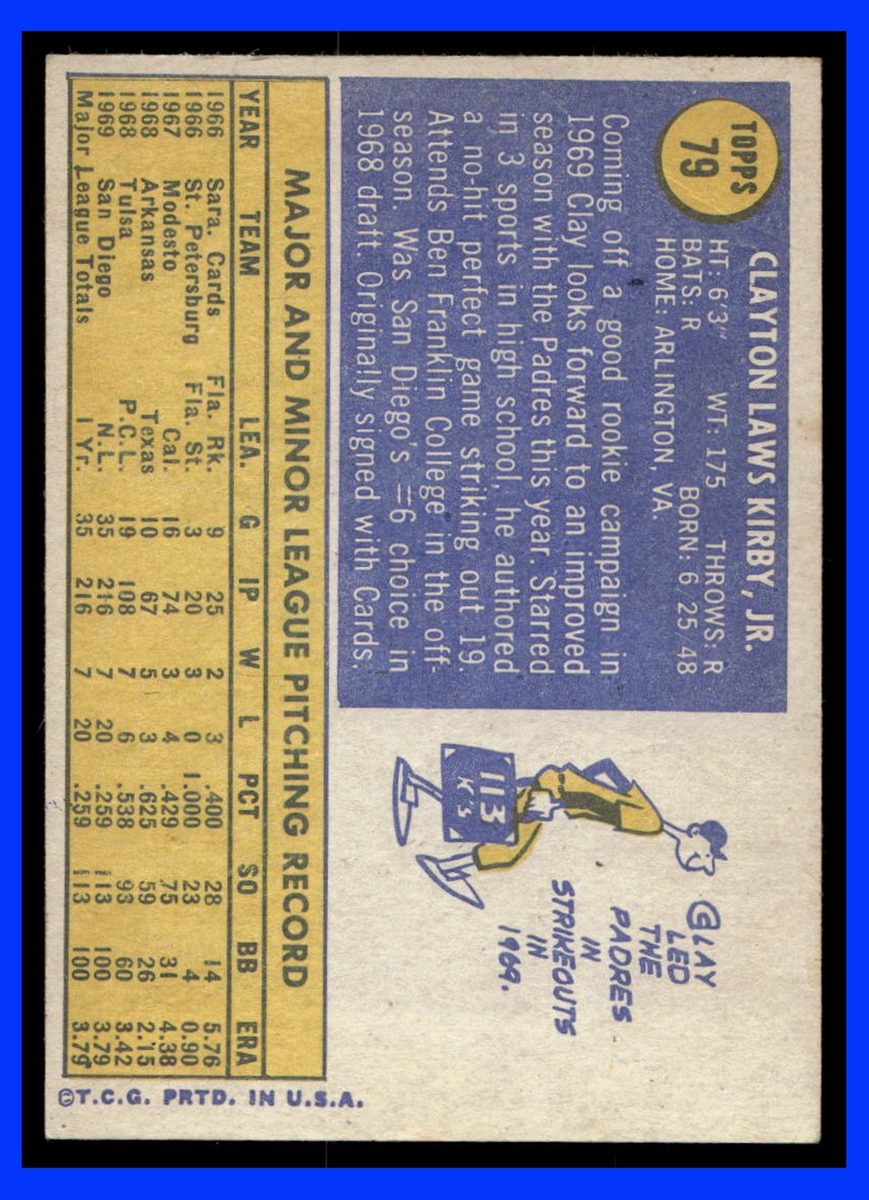 TOPPS
79
CLAYTON LAWS KIRBY, JR.
HT: 6'3" WT: 175 THROWS: R
BATS: R BORN: 6/25/48
HOME: ARLINGTON, VA.
Coming off a good rookie campaign in
1969 Clay looks forward to an improved
season with the Padres this year. Starred
in 3 sports in high school, he authored
a no-hit perfect game striking out 19.
Attends Ben Franklin College in the off-
season. Was San Diego's #6 choice in
1968 draft. Originally signed with Cards.
CLAY
LED
THE
PADRES
IN
STRIKEOUTS
IN
1969.
113
K's
MAJOR AND MINOR LEAGUE PITCHING RECORD
YEAR TEAM LEA. G IP W L PCT SO BB ERA
1966 Sara. Cards Fla. Rk. 9 25 2 3 .400 28 14 5.76
1966 St. Petersburg Fla. St. 3 20 3 0 1.000 23 4 0.90
1967 Modesto Cal. 16 74 3 4 .429 75 31 4.38
1968 Arkansas Texas 10 67 5 3 .625 59 26 2.15
1968 Tulsa P.C.L. 19 108 7 6 .538 93 60 3.42
1969 San Diego N.L. 35 216 7 20 .259 113 100 3.79
Major League Totals 1 Yr. 35 216 7 20 .259 113 100 3.79
©T.C.G. PRTD. IN U.S.A.